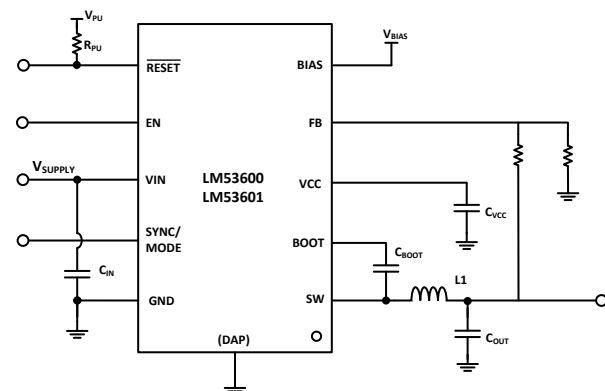 VPU
RPU
RESET
BIAS
VBIAS
EN
FB
VSUPPLY
VIN
LM53600
LM53601
VCC
CVCC
SYNC/
MODE
BOOT
CBOOT
CIN
L1
GND
SW
COUT
(DAP)